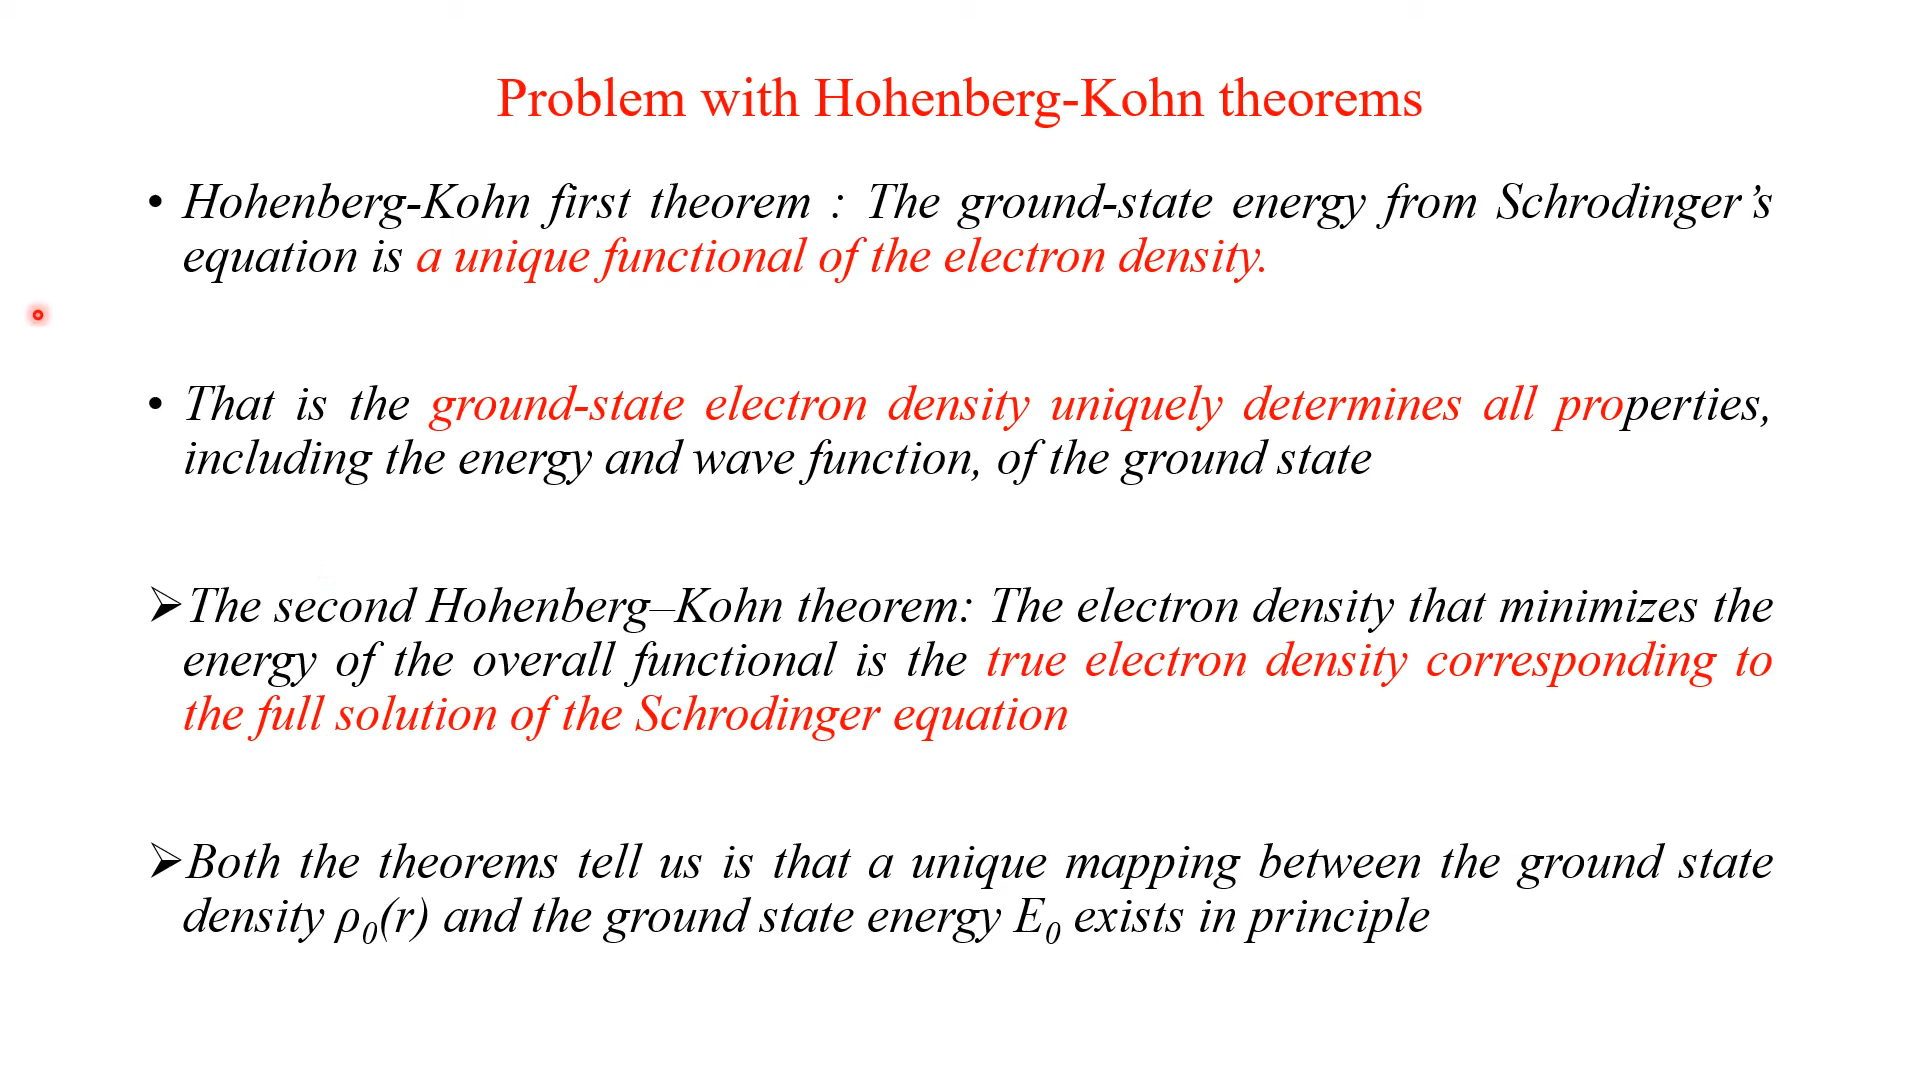 Problem with Hohenberg-Kohn theorems
• Hohenberg-Kohn first theorem : The ground-state energy from Schrodinger’s
equation is a unique functional of the electron density.
• That is the ground-state electron density uniquely determines all properties,
including the energy and wave function, of the ground state
➢The second Hohenberg–Kohn theorem: The electron density that minimizes the
energy of the overall functional is the true electron density corresponding to
the full solution of the Schrodinger equation
➢Both the theorems tell us is that a unique mapping between the ground state
density ρ₀(r) and the ground state energy E₀ exists in principle